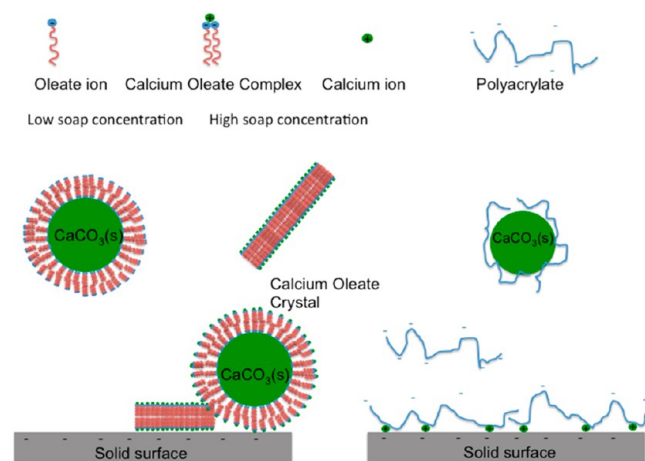 Oleate ion
Calcium Oleate Complex
Calcium ion
Polyacrylate
Low soap concentration
High soap concentration
CaCO₃(s)
CaCO₃(s)
Calcium Oleate
Crystal
CaCO₃(s)
Solid surface
Solid surface